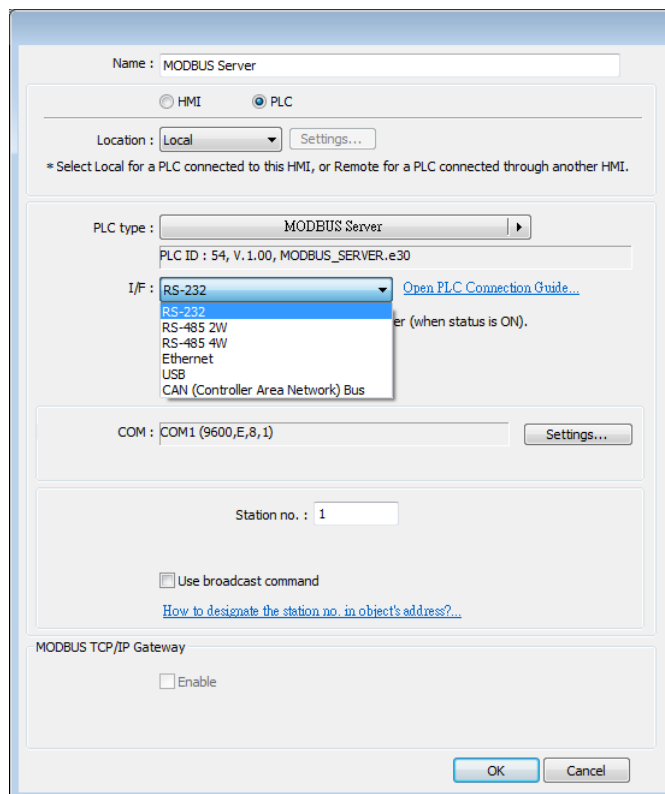 Name : MODBUS Server
HMI PLC
Location : Local Settings...
* Select Local for a PLC connected to this HMI, or Remote for a PLC connected through another HMI.
PLC type : MODBUS Server
PLC ID : 54, V.1.00, MODBUS_SERVER.e30
I/F : RS-232 Open PLC Connection Guide...
RS-232
er (when status is ON).
RS-485 2W
RS-485 4W
Ethernet
USB
CAN (Controller Area Network) Bus
COM : COM1 (9600,E,8,1) Settings...
Station no. : 1
Use broadcast command
How to designate the station no. in object's address?...
MODBUS TCP/IP Gateway
Enable
OK Cancel